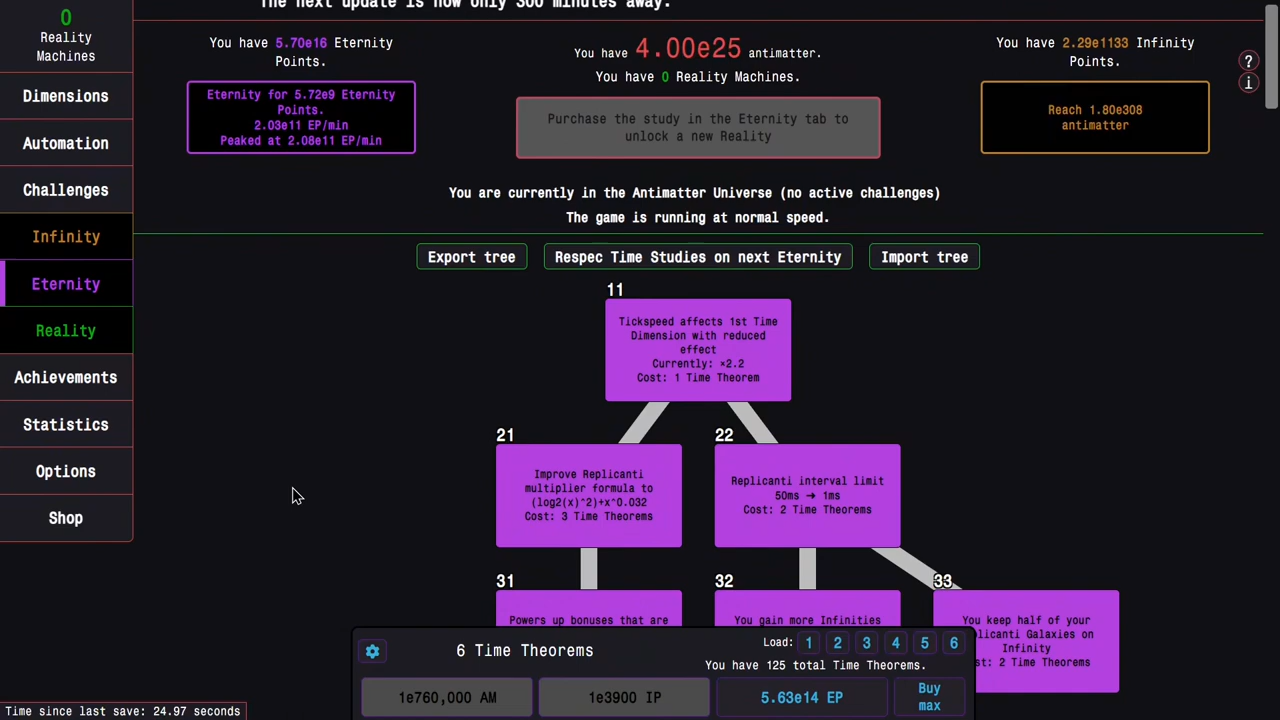 The next update is now only 300 minutes away.
0
Reality
Machines
Dimensions
Automation
Challenges
Infinity
Eternity
Reality
Achievements
Statistics
Options
Shop
You have 5.70e16 Eternity
Points.
Eternity for 5.72e9 Eternity
Points.
2.03e11 EP/min
Peaked at 2.08e11 EP/min
You have 4.00e25 antimatter.
You have 0 Reality Machines.
Purchase the study in the Eternity tab to
unlock a new Reality
You have 2.29e1133 Infinity
Points.
Reach 1.80e308
antimatter
?
i
You are currently in the Antimatter Universe (no active challenges)
The game is running at normal speed.
Export tree
Respec Time Studies on next Eternity
Import tree
11
Tickspeed affects 1st Time
Dimension with reduced
effect
Currently: ×2.2
Cost: 1 Time Theorem
21
Improve Replicanti
multiplier formula to
(log2(x)^2)+x^0.032
Cost: 3 Time Theorems
22
Replicanti interval limit
50ms ➜ 1ms
Cost: 2 Time Theorems
31
Powers up bonuses that are
32
You gain more Infinities
33
You keep half of your
plicanti Galaxies on
Infinity
st: 2 Time Theorems
6 Time Theorems
Load: 1 2 3 4 5 6
You have 125 total Time Theorems.
1e760,000 AM
1e3900 IP
5.63e14 EP
Buy
max
Time since last save: 24.97 seconds